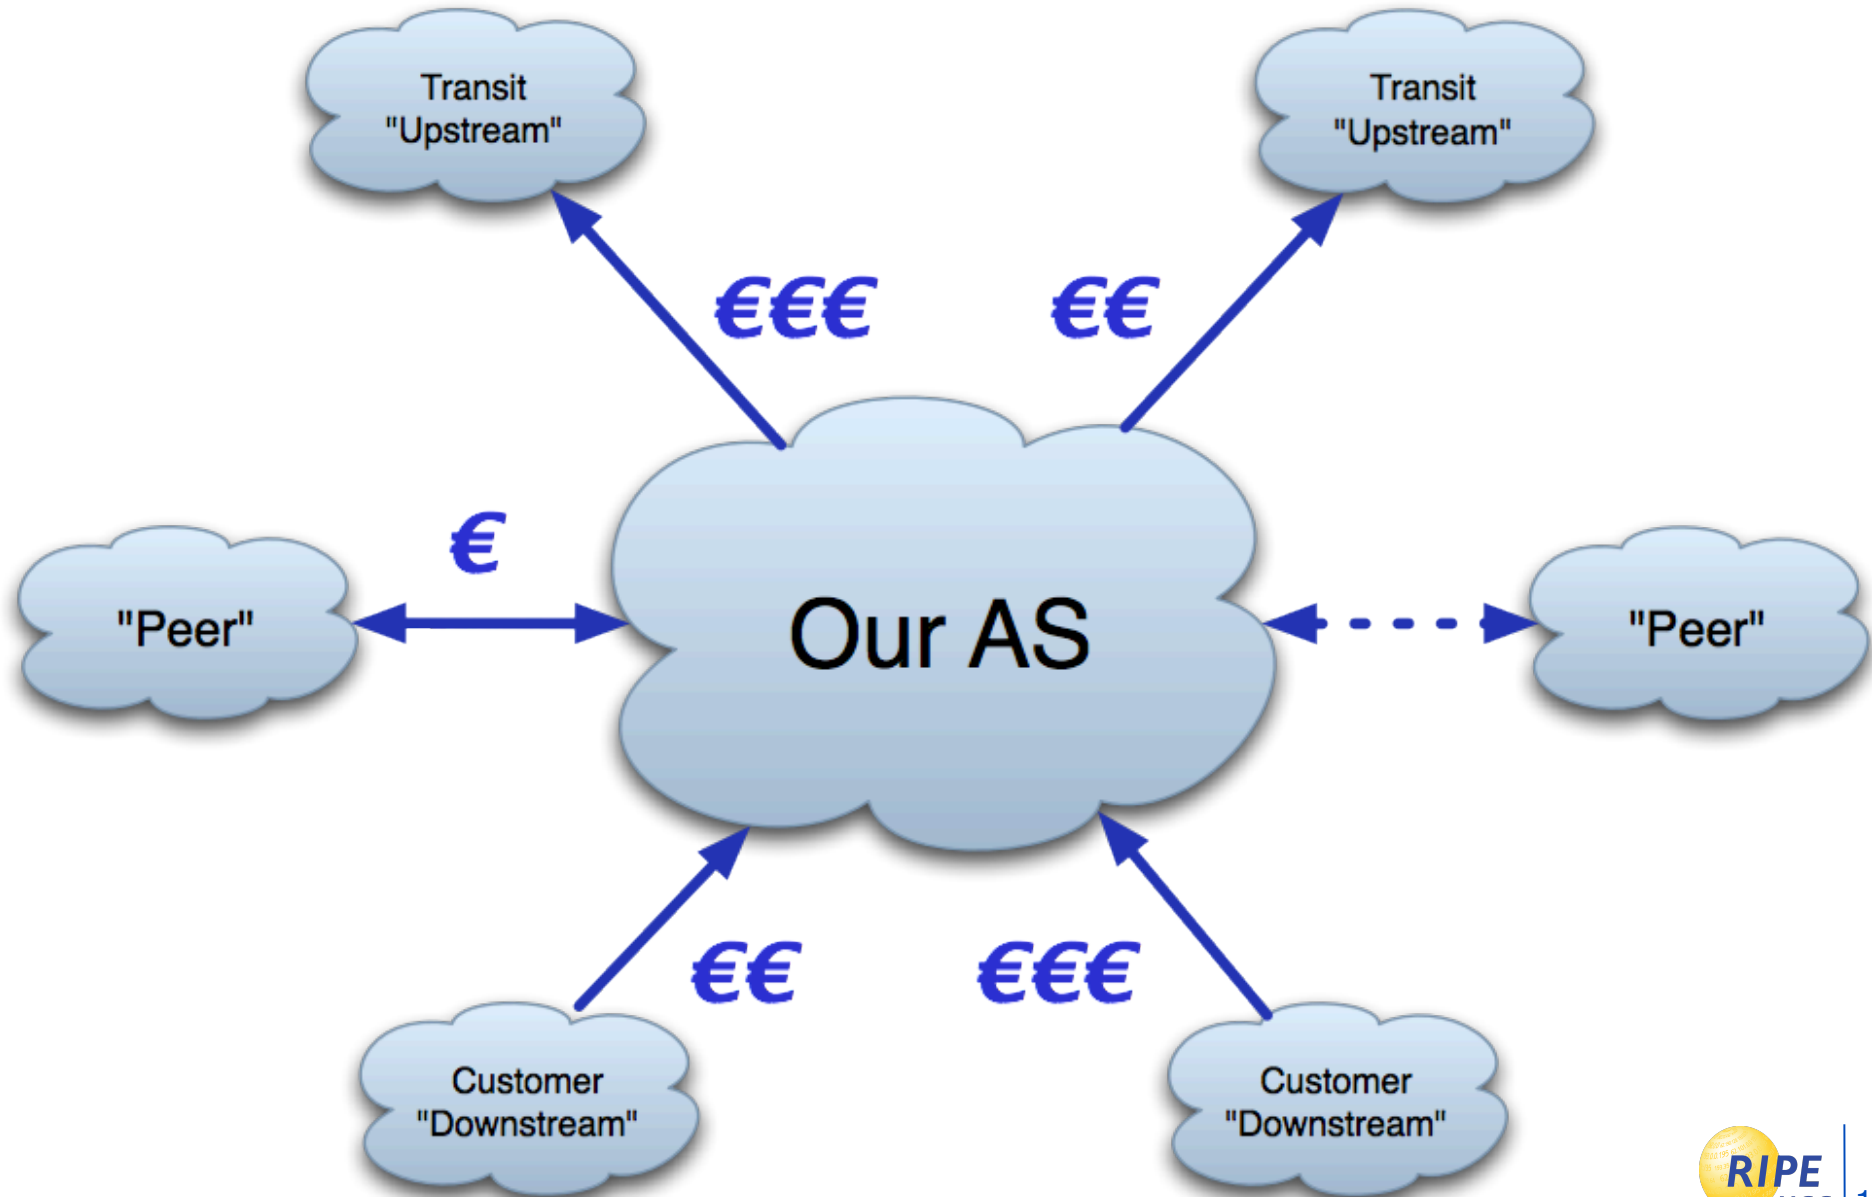 Transit
"Upstream"
Transit
"Upstream"
€€€
€€
€
"Peer"
Our AS
"Peer"
€€
€€€
Customer
"Downstream"
Customer
"Downstream"
RIPE